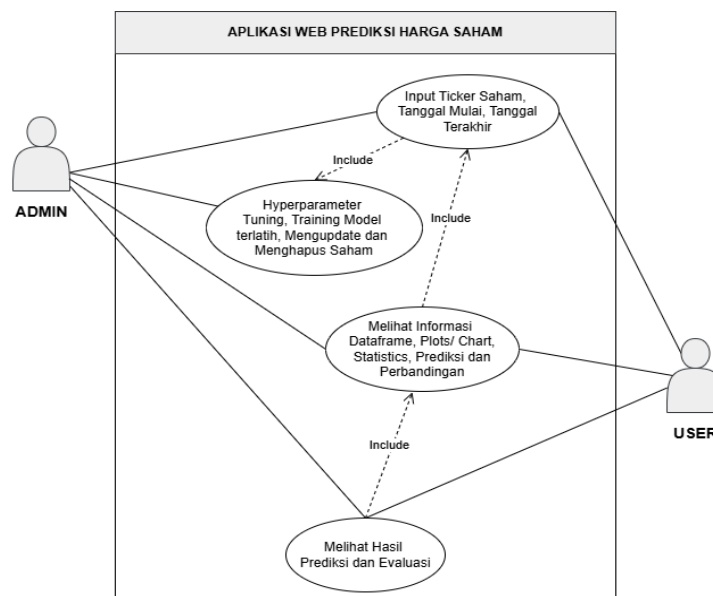 APLIKASI WEB PREDIKSI HARGA SAHAM
Input Ticker Saham,
Tanggal Mulai, Tanggal
Terakhir
Include
ADMIN
Hyperparameter
Tuning, Training Model
terlatih, Mengupdate dan
Menghapus Saham
Include
Melihat Informasi
Dataframe, Plots/ Chart,
Statistics, Prediksi dan
Perbandingan
USER
Include
Melihat Hasil
Prediksi dan Evaluasi